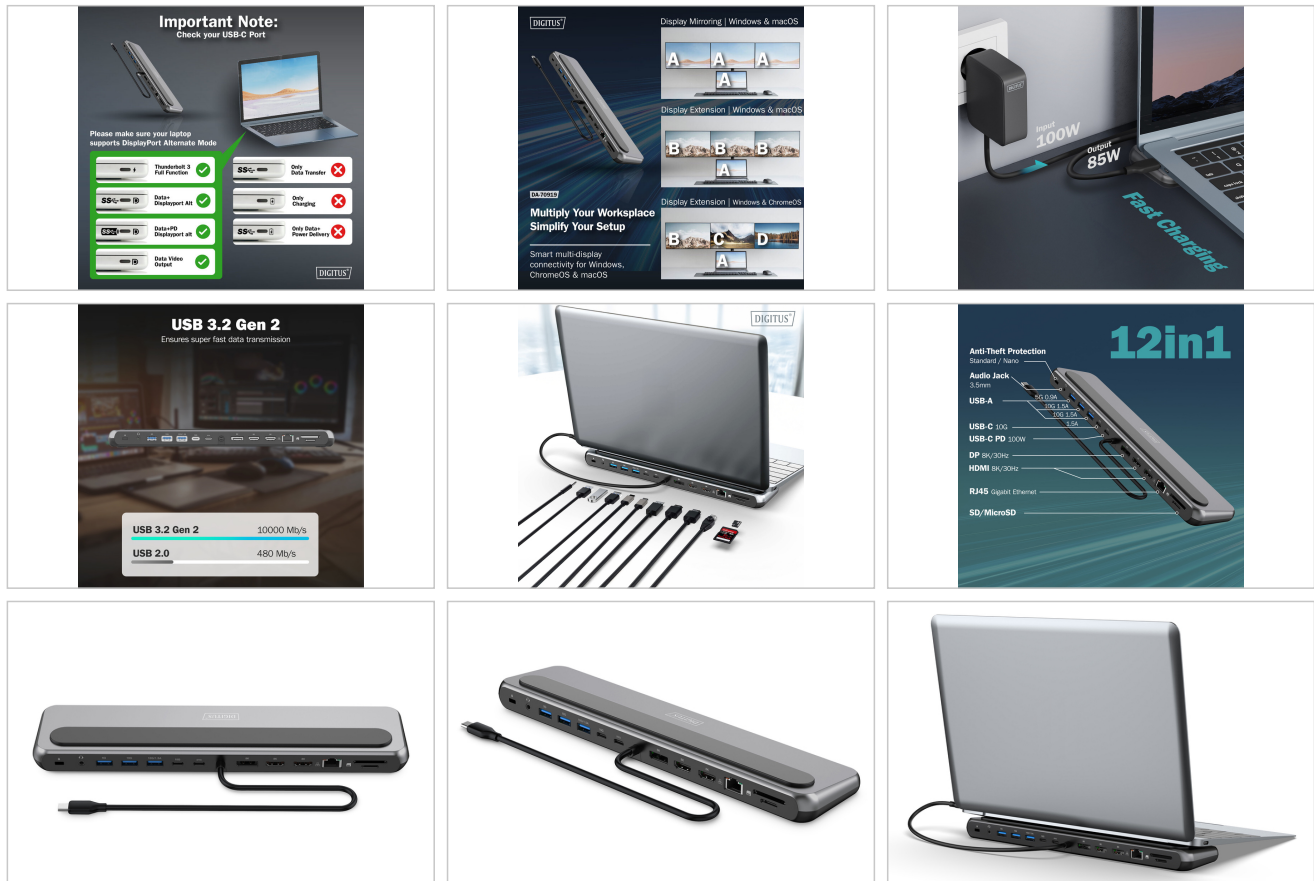 Important Note:
Check your USB-C Port
Please make sure your laptop
supports DisplayPort Alternate Mode
Thunderbolt 3
Full Function
Only
Data Transfer
Data+
Displayport Alt
Only
Charging
Data+PD
Displayport alt
Only Data+
Power Delivery
Data Video
Output
DIGITUS®
DIGITUS®
Display Mirroring | Windows & macOS
A A A
A
Display Extension | Windows & macOS
B B B
A
DA-70919
Multiply Your Worksplace
Simplify Your Setup
Smart multi-display
connectivity for Windows,
ChromeOS & macOS
Display Extension | Windows & ChromeOS
B C D
A
DIGITUS
Input
100W
Output
85W
Fast Charging
USB 3.2 Gen 2
Ensures super fast data transmission
USB 3.2 Gen 2 10000 Mb/s
USB 2.0 480 Mb/s
DIGITUS®
12in1
Anti-Theft Protection
Standard / Nano
Audio Jack
3.5mm
5G 0.9A
USB-A
10G 1.5A
10G 1.5A
USB-C 10G
1.5A
USB-C PD 100W
DP 8K/30Hz
HDMI 8K/30Hz
RJ45 Gigabit Ethernet
SD/MicroSD
DIGITUS
DIGITUS